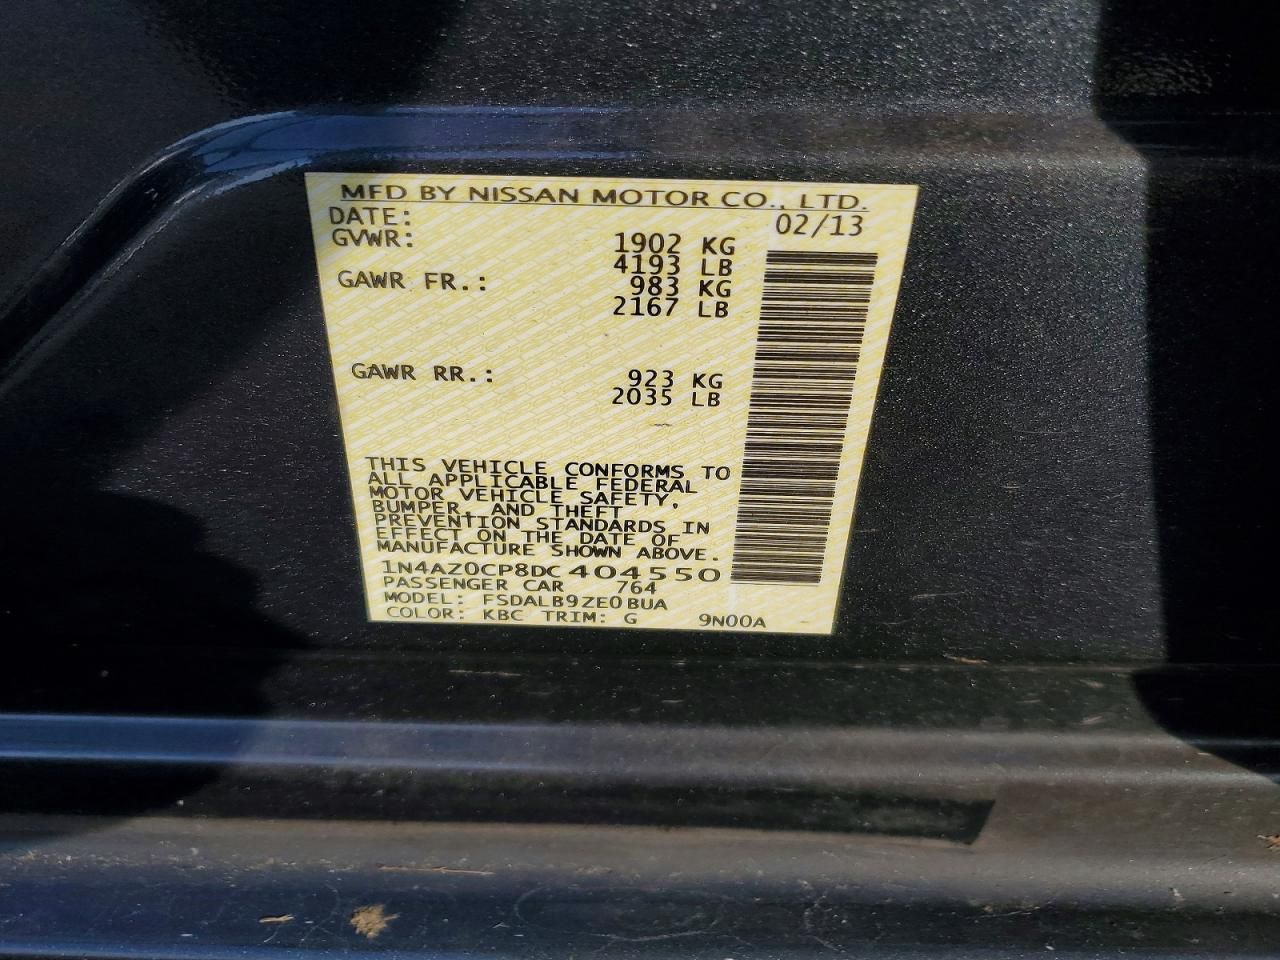 MFD BY NISSAN MOTOR CO., LTD.
DATE: 02/13
GVWR: 1902 KG
4193 LB
GAWR FR.: 983 KG
2167 LB
GAWR RR.: 923 KG
2035 LB
THIS VEHICLE CONFORMS TO
ALL APPLICABLE FEDERAL
MOTOR VEHICLE SAFETY,
BUMPER, AND THEFT
PREVENTION STANDARDS IN
EFFECT ON THE DATE OF
MANUFACTURE SHOWN ABOVE.
1N4AZ0CP8DC404550
PASSENGER CAR 764
MODEL: FSDALB9ZE0BUA
COLOR: KBC TRIM: G 9N00A